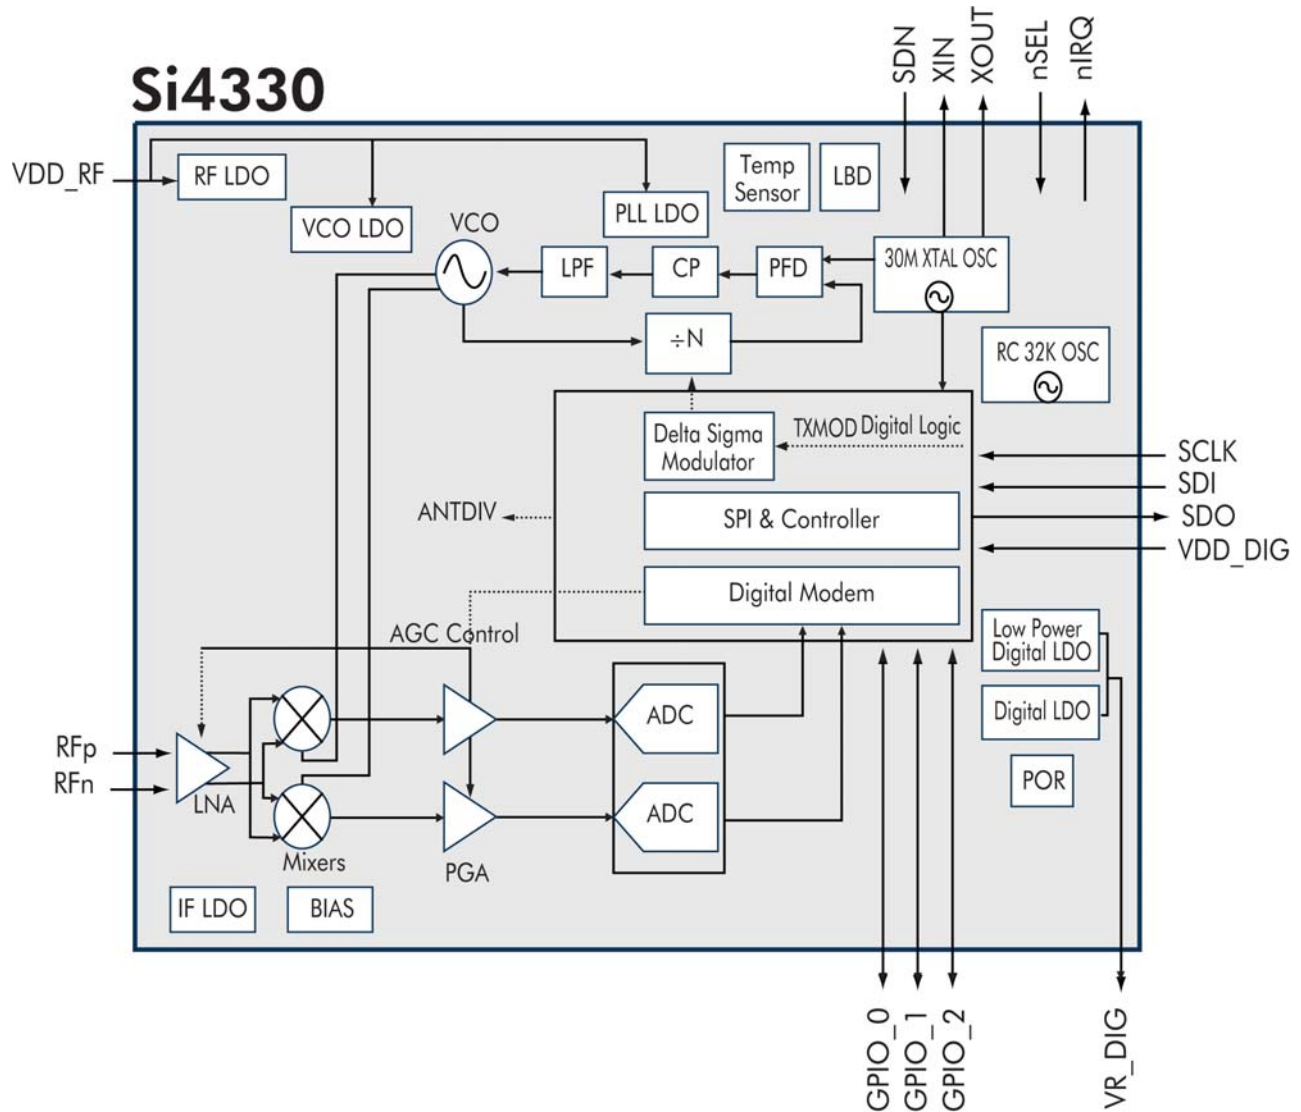 Si4330
SDN
XIN
XOUT
nSEL
nIRQ
VDD_RF
RF LDO
VCO LDO
VCO
PLL LDO
Temp
Sensor
LBD
LPF
CP
PFD
30M XTAL OSC
÷N
RC 32K OSC
Delta Sigma
Modulator
TXMOD Digital Logic
SCLK
SDI
SDO
VDD_DIG
ANTDIV
SPI & Controller
Digital Modem
AGC Control
Low Power
Digital LDO
Digital LDO
POR
RFp
RFn
LNA
Mixers
PGA
ADC
ADC
IF LDO
BIAS
GPIO_0
GPIO_1
GPIO_2
VR_DIG